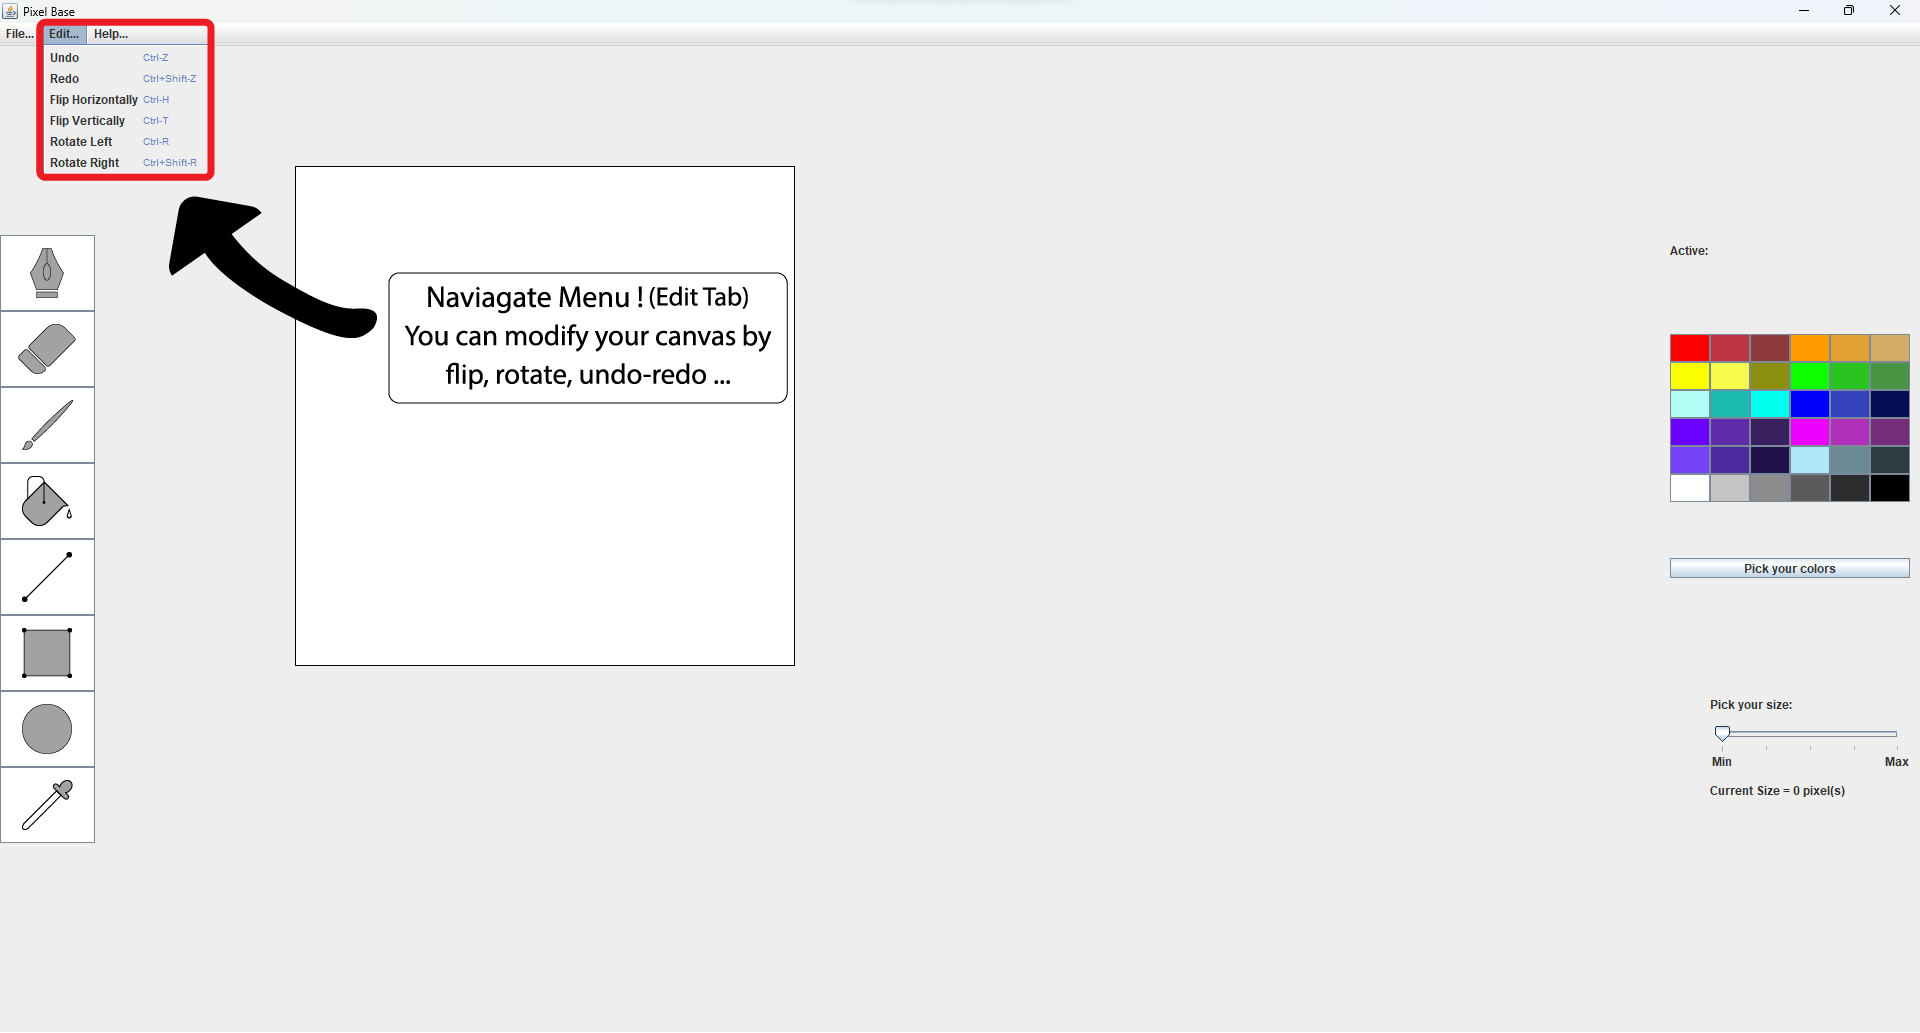 Pixel Base
File... Edit... Help...
Undo Ctrl-Z
Redo Ctrl+Shift-Z
Flip Horizontally Ctrl-H
Flip Vertically Ctrl-T
Rotate Left Ctrl-R
Rotate Right Ctrl+Shift-R
Naviagate Menu ! (Edit Tab)
You can modify your canvas by
flip, rotate, undo-redo ...
Active:
Pick your colors
Pick your size:
Min Max
Current Size = 0 pixel(s)